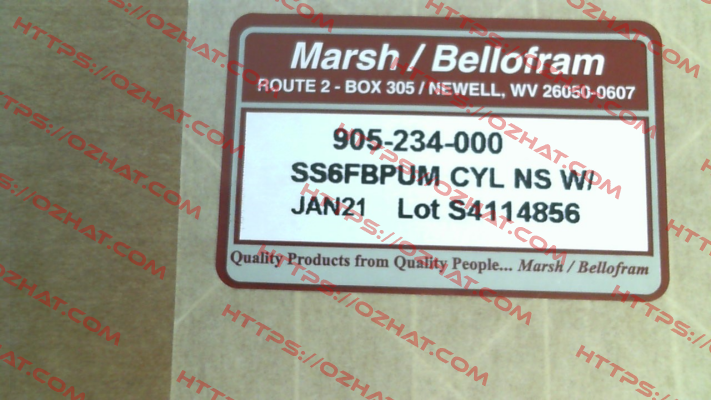 Marsh / Bellofram
ROUTE 2 - BOX 305 / NEWELL, WV 26050-0607
905-234-000
SS6FBPUM CYL NS W/
JAN21 Lot S4114856
Quality Products from Quality People... Marsh / Bellofram
HTTPS://OZHAT.COM